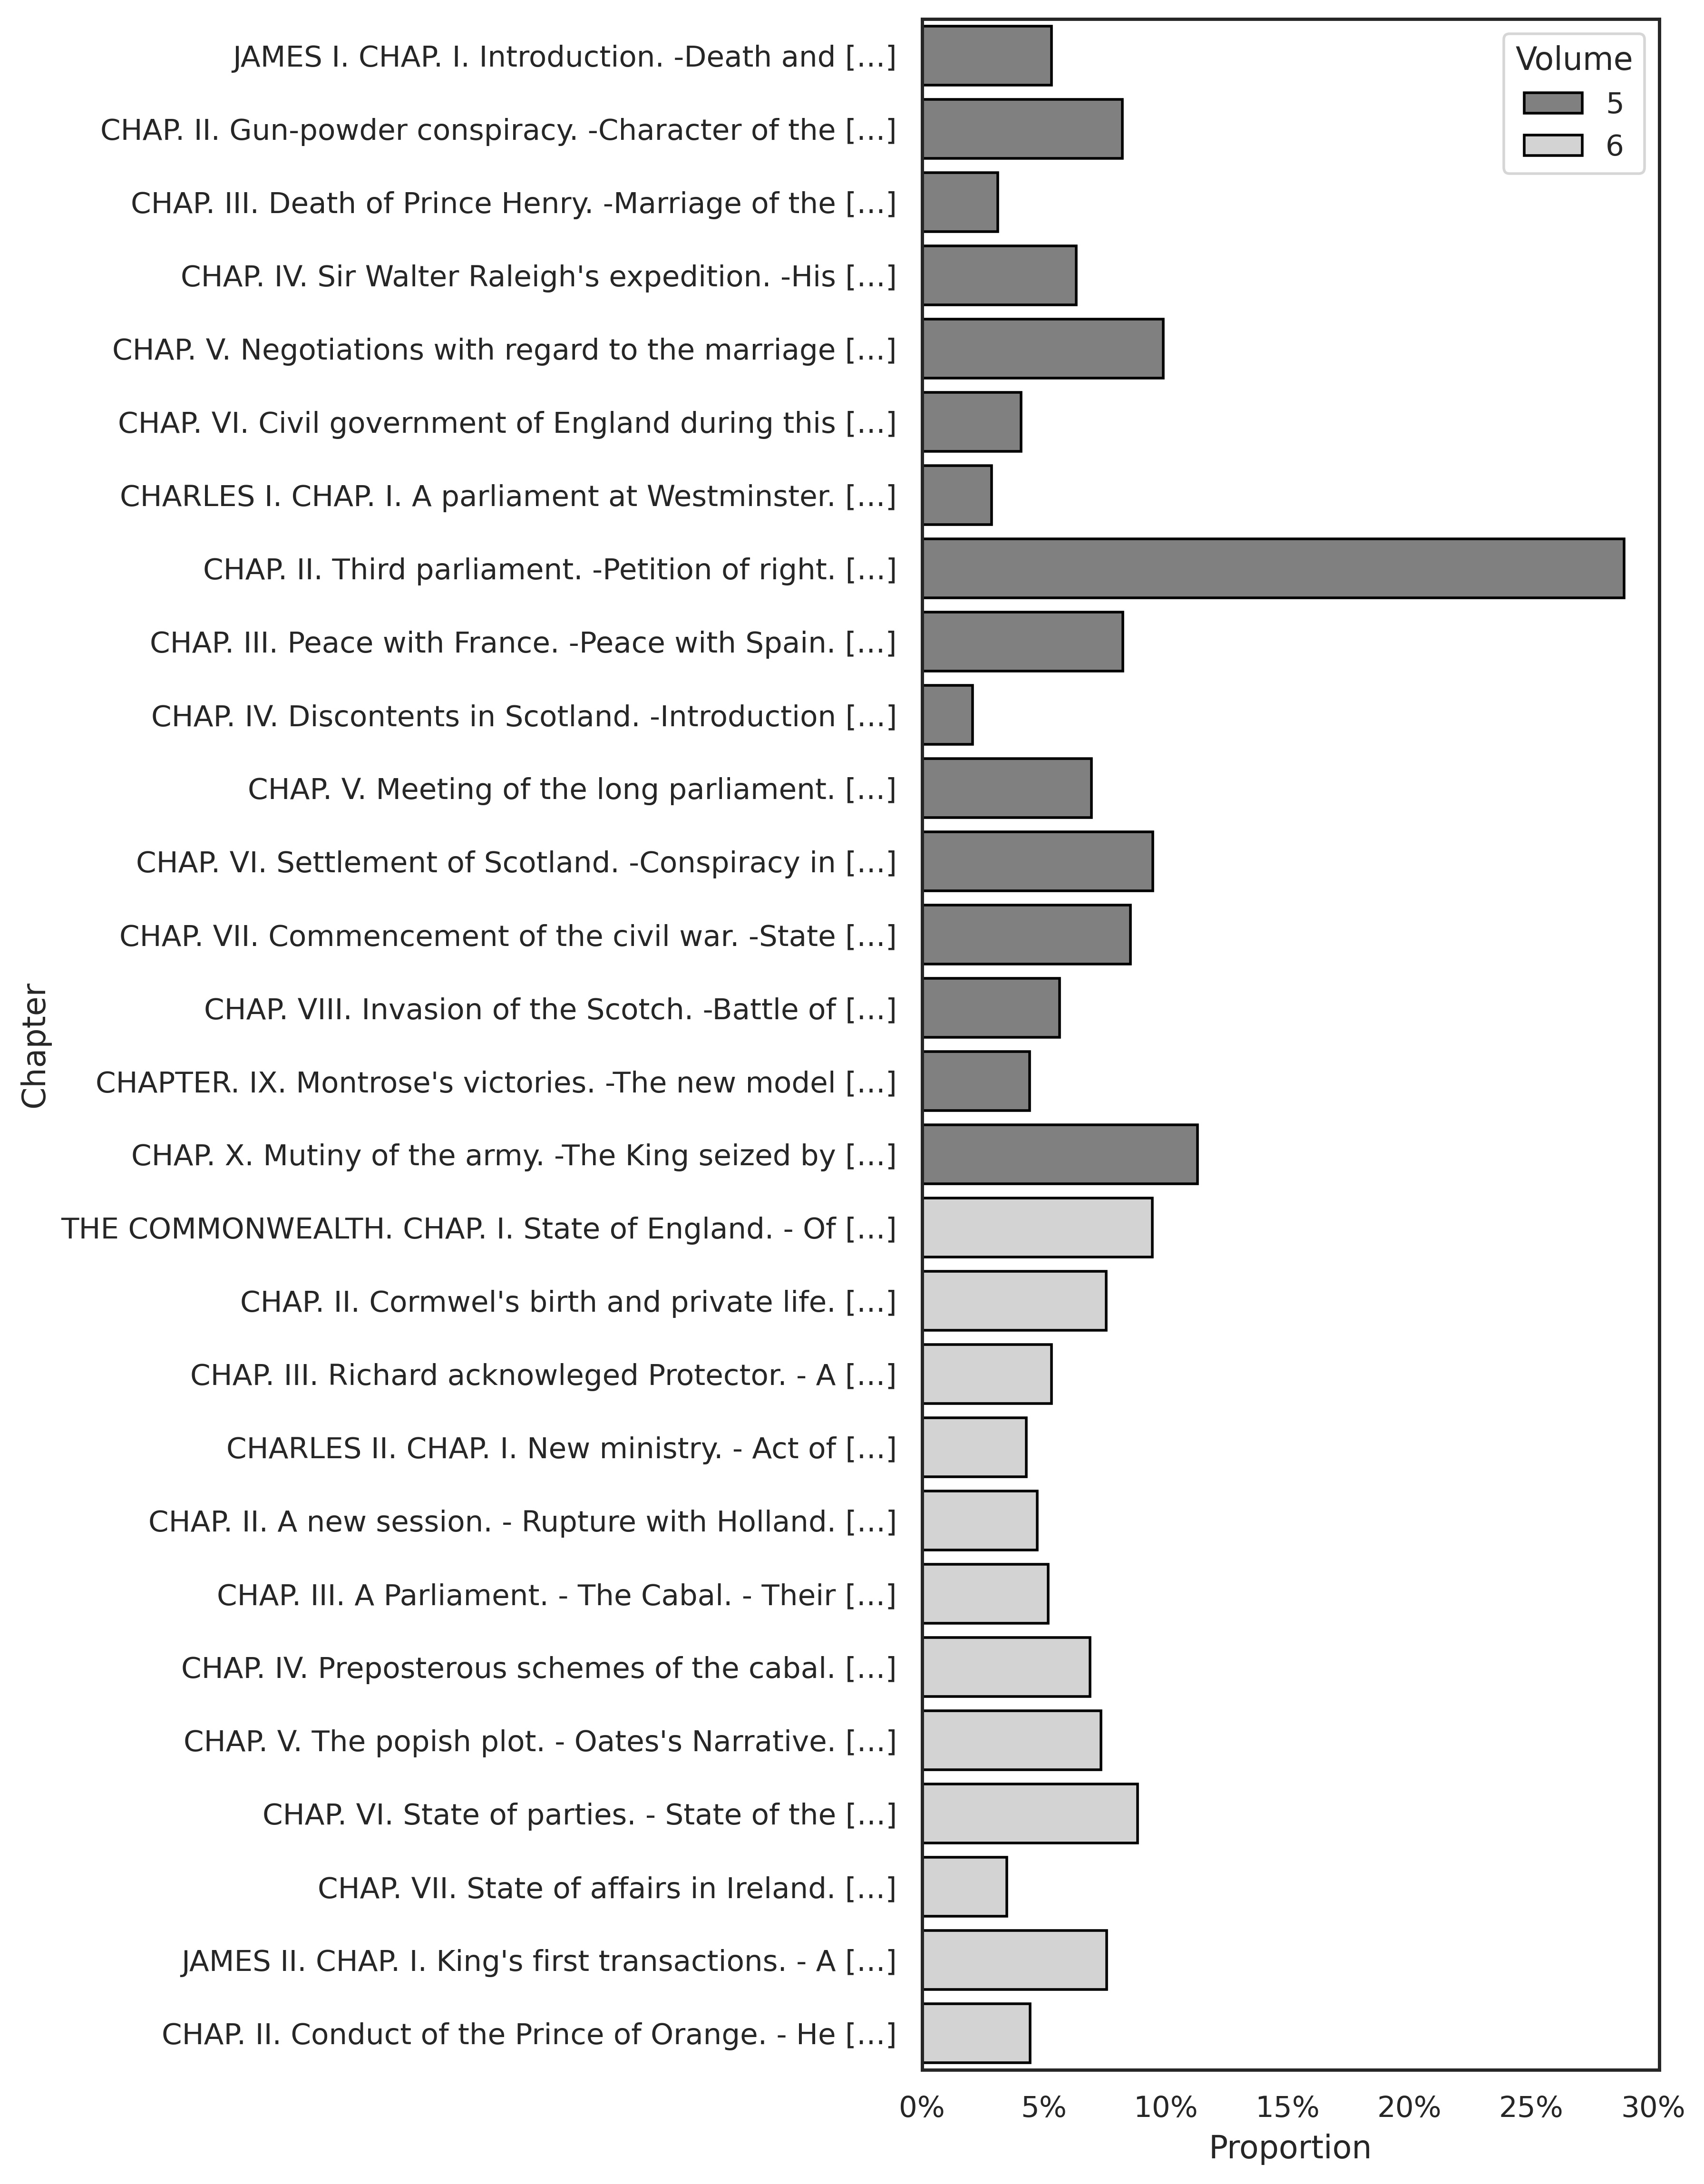 Volume
5
6
JAMES I. CHAP. I. Introduction. -Death and [...]
CHAP. II. Gun-powder conspiracy. -Character of the [...]
CHAP. III. Death of Prince Henry. -Marriage of the [...]
CHAP. IV. Sir Walter Raleigh's expedition. -His [...]
CHAP. V. Negotiations with regard to the marriage [...]
CHAP. VI. Civil government of England during this [...]
CHARLES I. CHAP. I. A parliament at Westminster. [...]
CHAP. II. Third parliament. -Petition of right. [...]
CHAP. III. Peace with France. -Peace with Spain. [...]
CHAP. IV. Discontents in Scotland. -Introduction [...]
CHAP. V. Meeting of the long parliament. [...]
CHAP. VI. Settlement of Scotland. -Conspiracy in [...]
CHAP. VII. Commencement of the civil war. -State [...]
CHAP. VIII. Invasion of the Scotch. -Battle of [...]
CHAPTER. IX. Montrose's victories. -The new model [...]
CHAP. X. Mutiny of the army. -The King seized by [...]
THE COMMONWEALTH. CHAP. I. State of England. - Of [...]
CHAP. II. Cormwel's birth and private life. [...]
CHAP. III. Richard acknowleged Protector. - A [...]
CHARLES II. CHAP. I. New ministry. - Act of [...]
CHAP. II. A new session. - Rupture with Holland. [...]
CHAP. III. A Parliament. - The Cabal. - Their [...]
CHAP. IV. Preposterous schemes of the cabal. [...]
CHAP. V. The popish plot. - Oates's Narrative. [...]
CHAP. VI. State of parties. - State of the [...]
CHAP. VII. State of affairs in Ireland. [...]
JAMES II. CHAP. I. King's first transactions. - A [...]
CHAP. II. Conduct of the Prince of Orange. - He [...]
Chapter
0% 5% 10% 15% 20% 25% 30%
Proportion